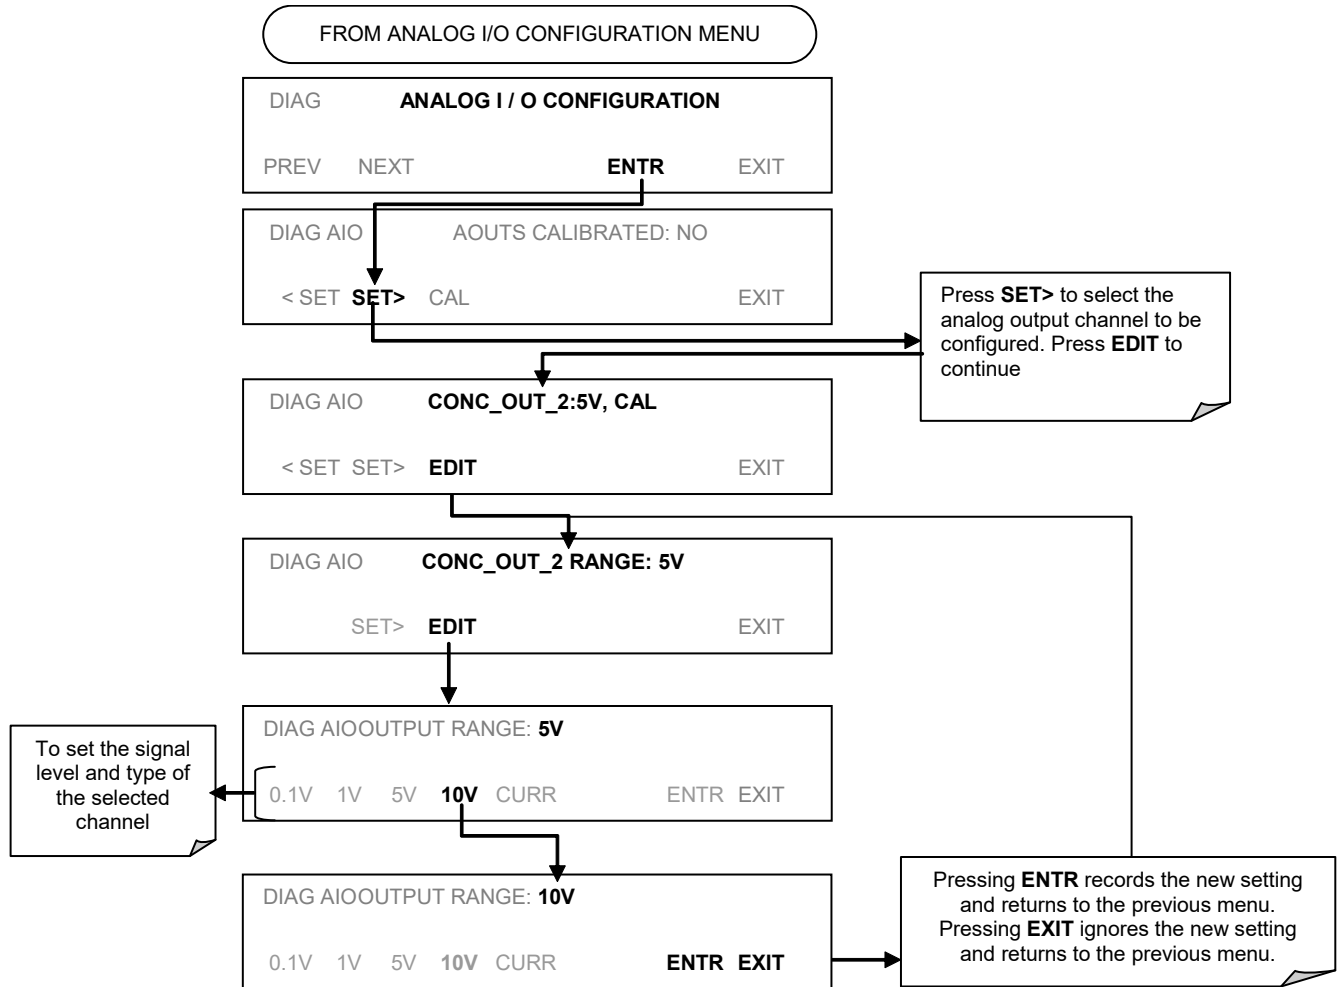 FROM ANALOG I/O CONFIGURATION MENU
DIAG ANALOG I / O CONFIGURATION
PREV NEXT ENTR EXIT
DIAG AIO AOUTS CALIBRATED: NO
< SET SET> CAL EXIT
Press SET> to select the
analog output channel to be
configured. Press EDIT to
continue
DIAG AIO CONC_OUT_2:5V, CAL
< SET SET> EDIT EXIT
DIAG AIO CONC_OUT_2 RANGE: 5V
SET> EDIT EXIT
DIAG AIOOUTPUT RANGE: 5V
0.1V 1V 5V 10V CURR ENTR EXIT
To set the signal
level and type of
the selected
channel
DIAG AIOOUTPUT RANGE: 10V
0.1V 1V 5V 10V CURR ENTR EXIT
Pressing ENTR records the new setting
and returns to the previous menu.
Pressing EXIT ignores the new setting
and returns to the previous menu.